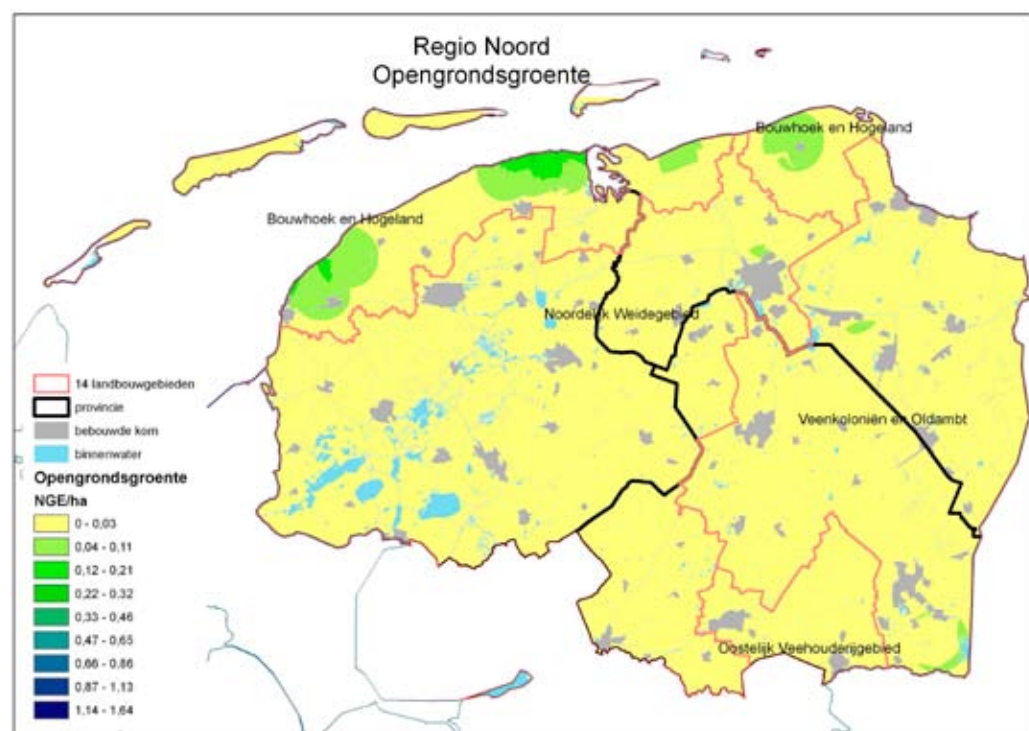 Regio Noord
Opengrondsgroente
Bouwhoek en Hogeland
Bouwhoek en Hogeland
Noordelijk Weidegebied
Veenkoloniën en Oldambt
Oostelijk Veehouderijgebied
14 landbouwgebieden
provincie
bebouwde kom
binnenwater
Opengrondsgroente
NGE/ha
0 - 0,03
0,04 - 0,11
0,12 - 0,21
0,22 - 0,32
0,33 - 0,46
0,47 - 0,65
0,66 - 0,86
0,87 - 1,13
1,14 - 1,64